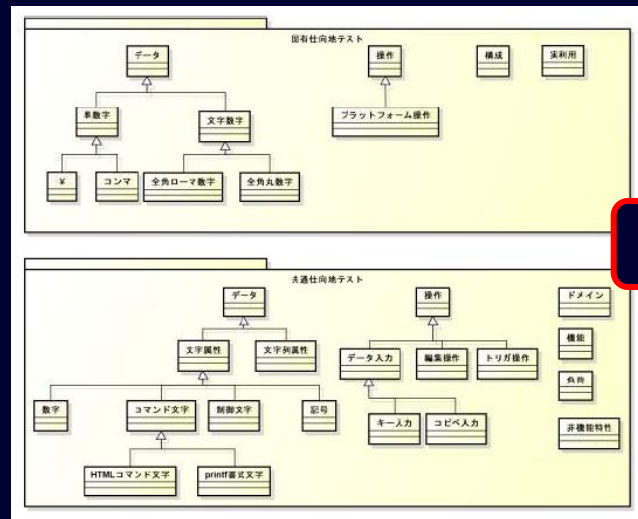 固有仕向地テスト
データ
操作
構成
実利用
単数字
文字数字
プラットフォーム操作
¥
コンマ
全角ローマ数字
全角丸数字
共通仕向地テスト
データ
操作
ドメイン
文字属性
文字列属性
データ入力
編集操作
トリガ操作
機能
負荷
数字
コマンド文字
制御文字
記号
キー入力
コピペ入力
非機能特性
HTMLコマンド文字
printf書式文字